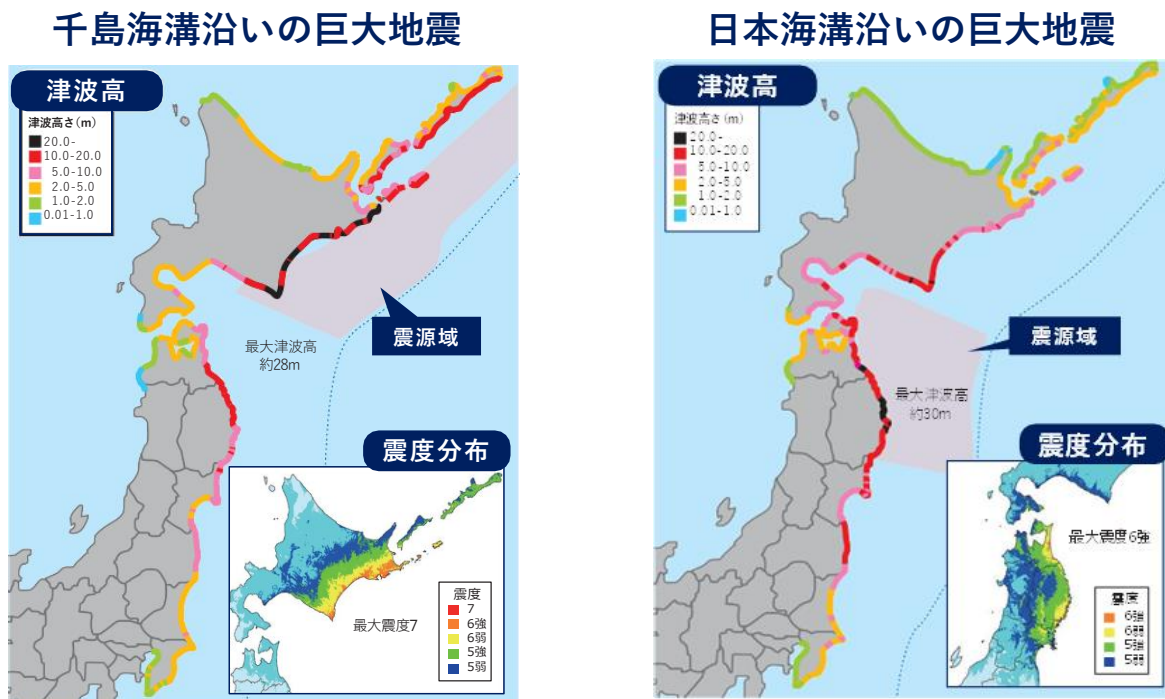 千島海溝沿いの巨大地震
津波高
津波高さ(m)
20.0-
10.0-20.0
5.0-10.0
2.0-5.0
1.0-2.0
0.01-1.0
震源域
最大津波高
約28m
震度分布
最大震度7
震度
7
6強
6弱
5強
5弱
日本海溝沿いの巨大地震
津波高
津波高さ(m)
20.0-
10.0-20.0
5.0-10.0
2.0-5.0
1.0-2.0
0.01-1.0
震源域
最大津波高
約30m
震度分布
最大震度6強
震度
6強
6弱
5強
5弱